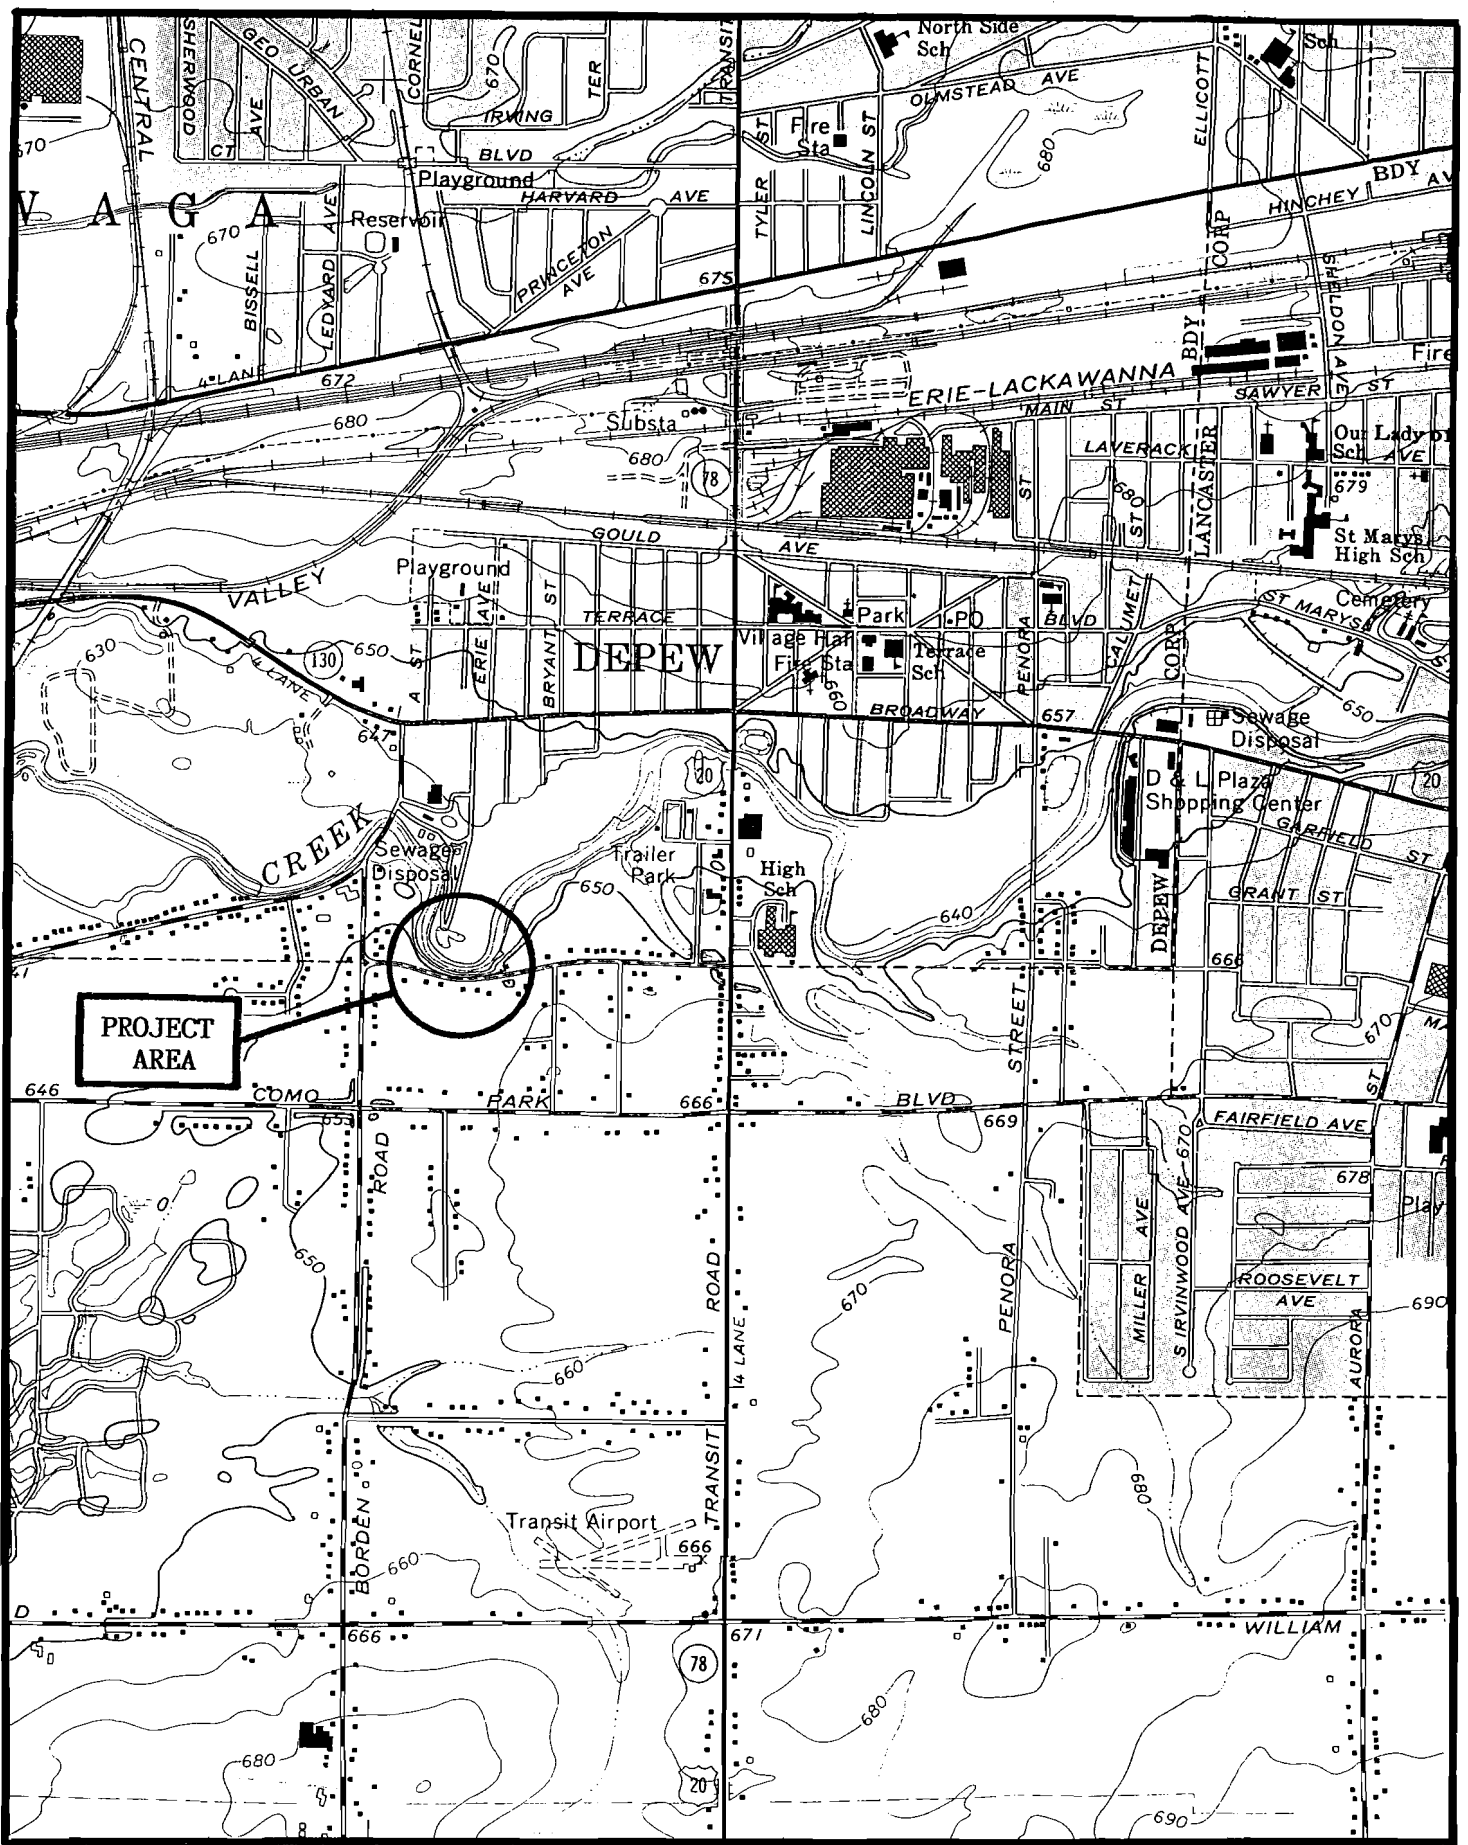 CENTRAL
SHERWOOD
GEO URBAN
AVE
CT
670
IRVING
TER
BLVD
TRANSIT
North Side
Sch
Sch
OLMSTEAD AVE
ELLICOTT
Fire
Sta
ST
TYLER
LINCOLN ST
680
BDY
HINCHEY AV
CORP
Playground
HARVARD AVE
A G A
670
Reservoir
BISSELL
LEDYARD
AVE
PRINCETON
AVE
675
SHELDON AVE
4 LANE
672
BDY
ERIE-LACKAWANNA
Fire
SAWYER ST
MAIN ST
680
Substa
680
78
LAVERACK AVE
Our Lady of
Sch
679
LANCASTER
ST
680
ST
St Marys
High Sch
GOULD AVE
VALLEY
Playground
ERIE AVE
BRYANT ST
A ST
TERRACE BLVD
Park
PO
Village Hall
Fire Sta
Terrace
Sch
PENORA
CALUMET
CORP
ST MARYS
Cemetery
ST
630
130
650
4 LANE
DEPEW
660
BROADWAY
657
650
647
Sewage
Disposal
20
20
D & L Plaza
Shopping Center
GARFIELD ST
CREEK
Sewage
Disposal
Trailer
Park
650
High
Sch
640
GRANT ST
DEPEW
666
41
PROJECT
AREA
STREET
670
ST
646
COMO PARK BLVD
666
669
653
FAIRFIELD AVE
ROAD
678
Play
650
670
PENORA
MILLER AVE
S IRVINWOOD AVE 670
ROOSEVELT
AVE
690
AURORA
ROAD
4 LANE
660
680
Transit Airport
666
TRANSIT
BORDEN
660
D
666
671
WILLIAM
78
680
680
20
690